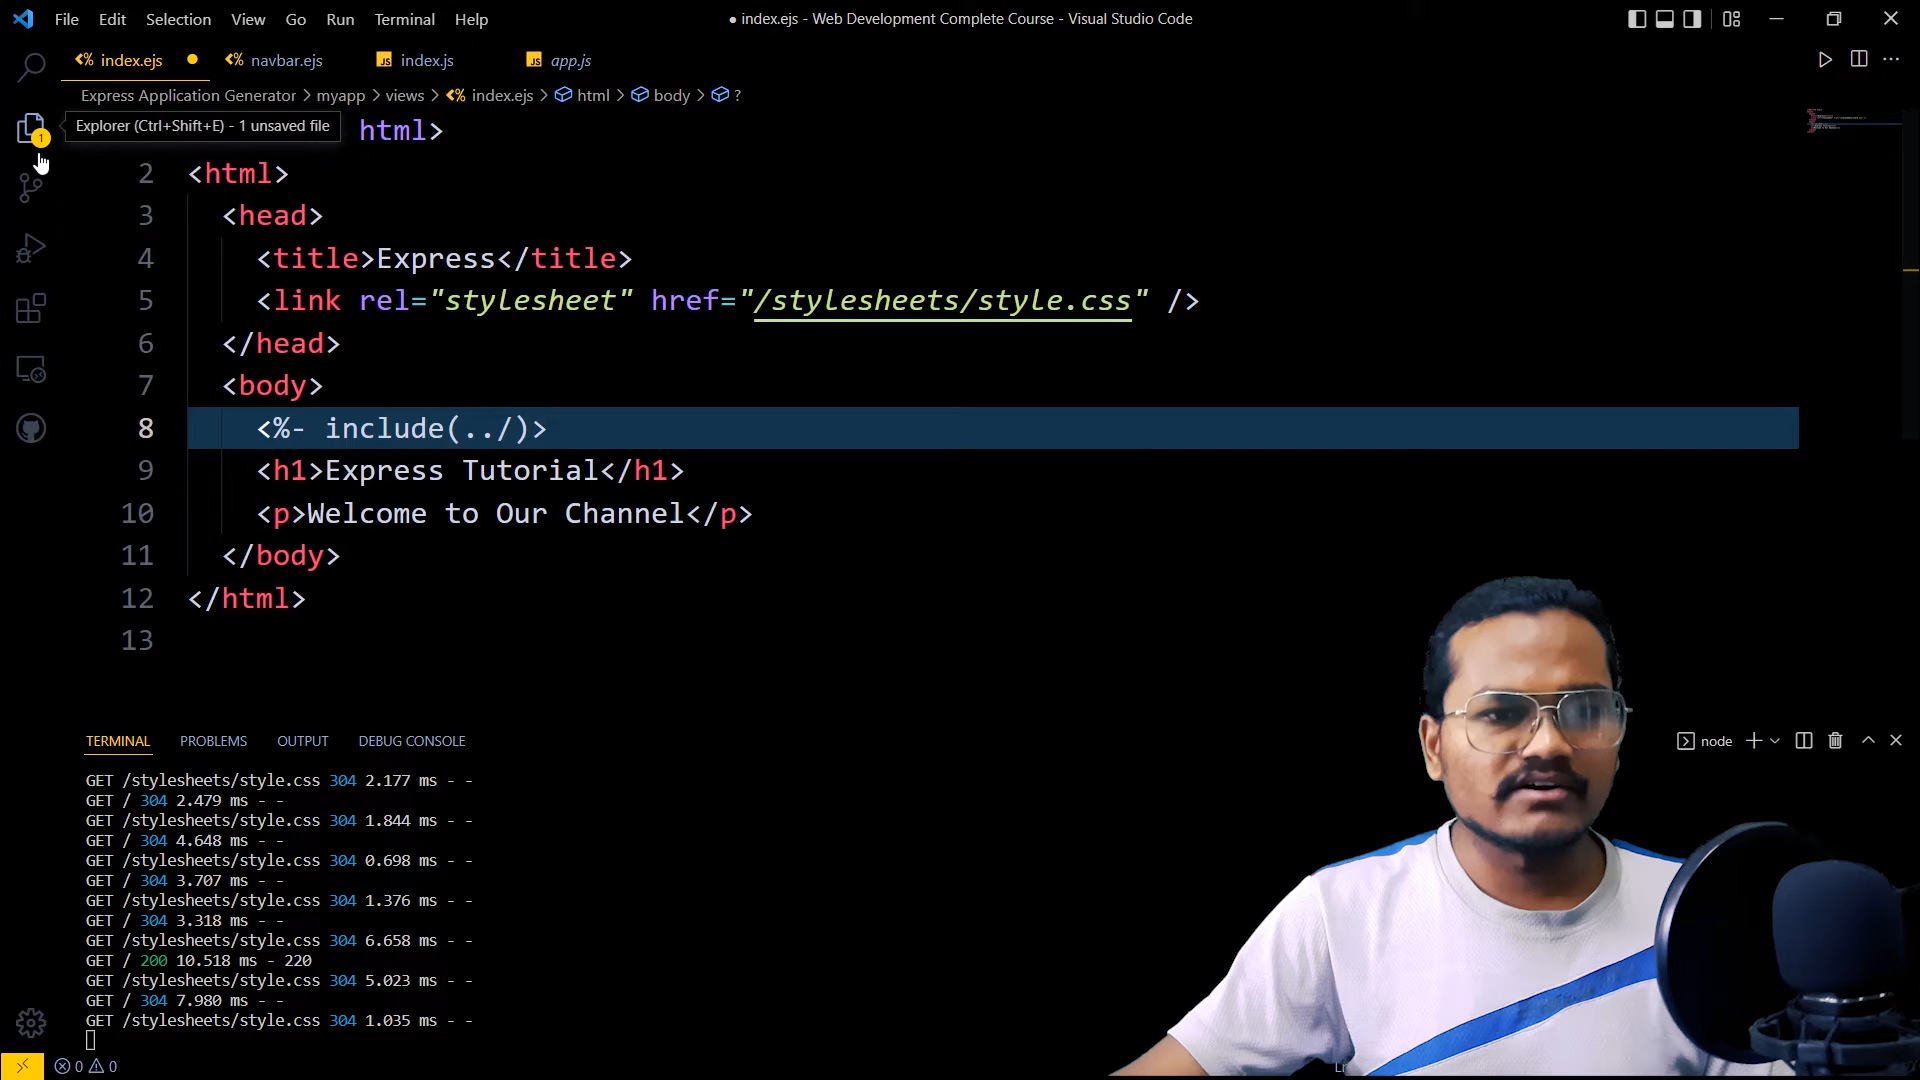 File Edit Selection View Go Run Terminal Help
● index.ejs - Web Development Complete Course - Visual Studio Code
<% index.ejs ● <% navbar.ejs JS index.js JS app.js
Express Application Generator > myapp > views > <% index.ejs > html > body > ?
1
Explorer (Ctrl+Shift+E) - 1 unsaved file
html>
2 <html>
3 <head>
4 <title>Express</title>
5 <link rel="stylesheet" href="/stylesheets/style.css" />
6 </head>
7 <body>
8 <%- include(../)>
9 <h1>Express Tutorial</h1>
10 <p>Welcome to Our Channel</p>
11 </body>
12 </html>
13
TERMINAL PROBLEMS OUTPUT DEBUG CONSOLE
node
GET /stylesheets/style.css 304 2.177 ms - -
GET / 304 2.479 ms - -
GET /stylesheets/style.css 304 1.844 ms - -
GET / 304 4.648 ms - -
GET /stylesheets/style.css 304 0.698 ms - -
GET / 304 3.707 ms - -
GET /stylesheets/style.css 304 1.376 ms - -
GET / 304 3.318 ms - -
GET /stylesheets/style.css 304 6.658 ms - -
GET / 200 10.518 ms - 220
GET /stylesheets/style.css 304 5.023 ms - -
GET / 304 7.980 ms - -
GET /stylesheets/style.css 304 1.035 ms - -
0 0